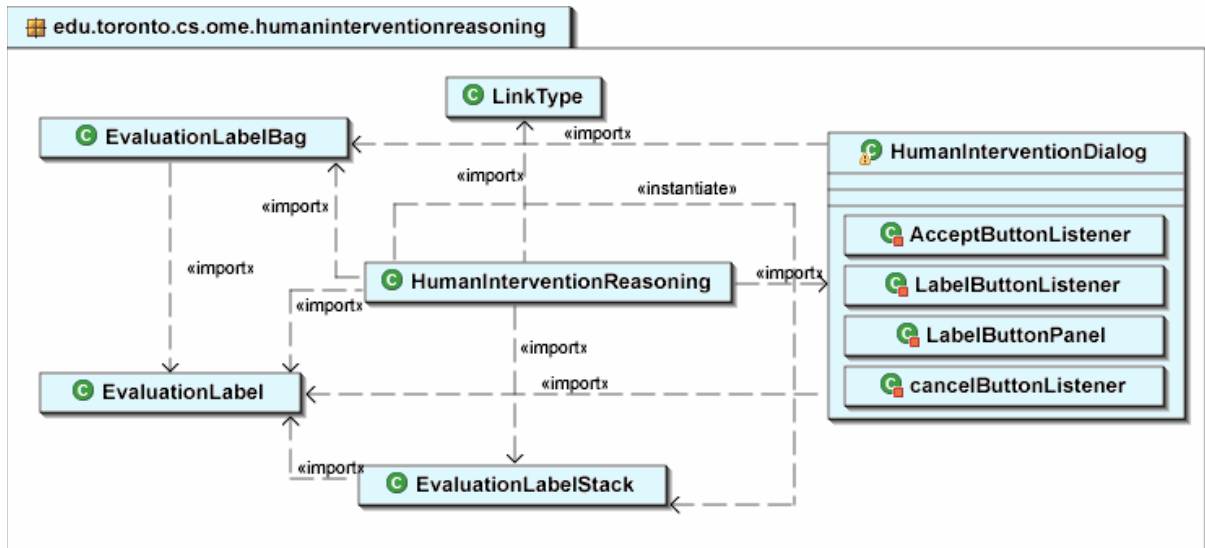 edu.toronto.cs.ome.humaninterventionreasoning
LinkType
EvaluationLabelBag
«import»
«import»
HumanInterventionDialog
«import»
«instantiate»
«import»
AcceptButtonListener
«import»
HumanInterventionReasoning
«import»
LabelButtonListener
«import»
LabelButtonPanel
«import»
EvaluationLabel
«import»
cancelButtonListener
«import»
EvaluationLabelStack